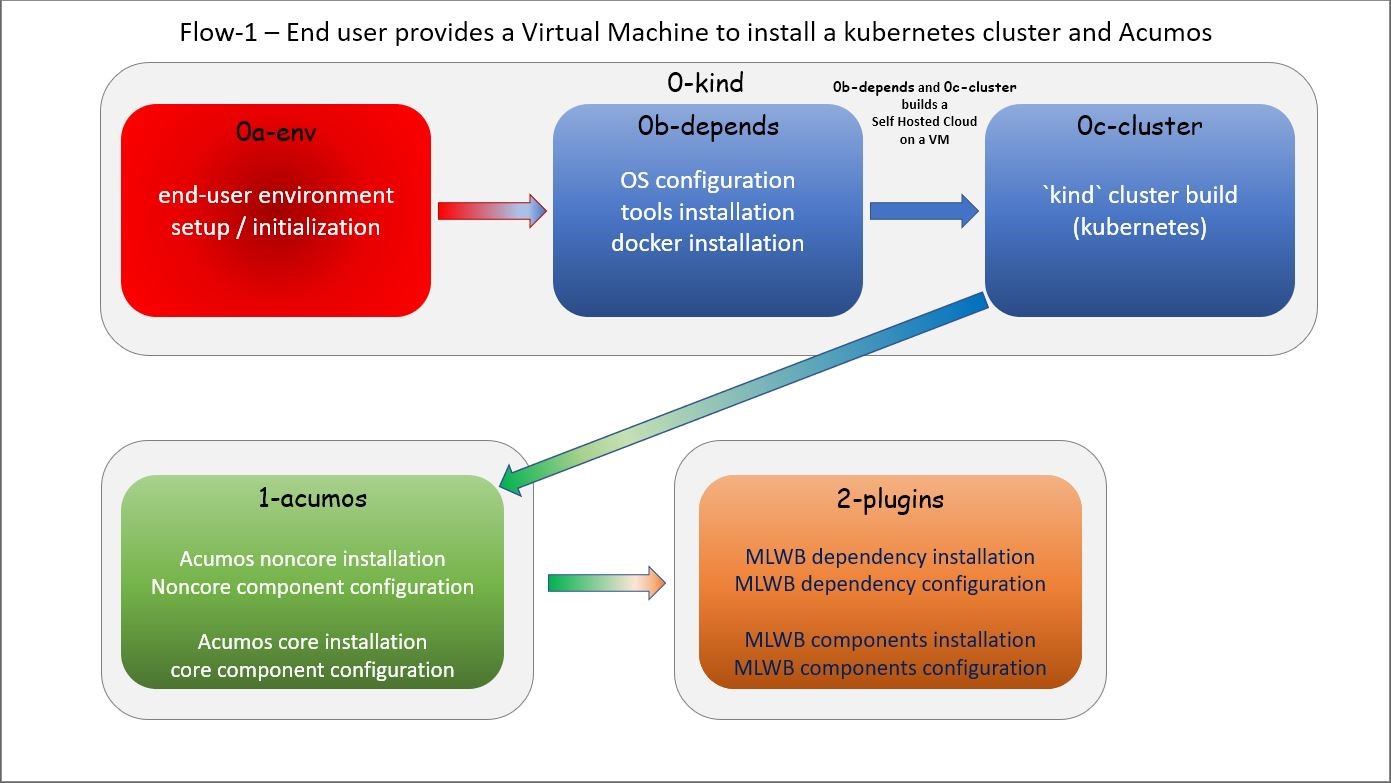 Flow-1 – End user provides a Virtual Machine to install a kubernetes cluster and Acumos
0-kind
0a-env
end-user environment
setup / initialization
0b-depends
OS configuration
tools installation
docker installation
0b-depends and 0c-cluster
builds a
Self Hosted Cloud
on a VM
0c-cluster
`kind` cluster build
(kubernetes)
1-acumos
Acumos noncore installation
Noncore component configuration
Acumos core installation
core component configuration
2-plugins
MLWB dependency installation
MLWB dependency configuration
MLWB components installation
MLWB components configuration